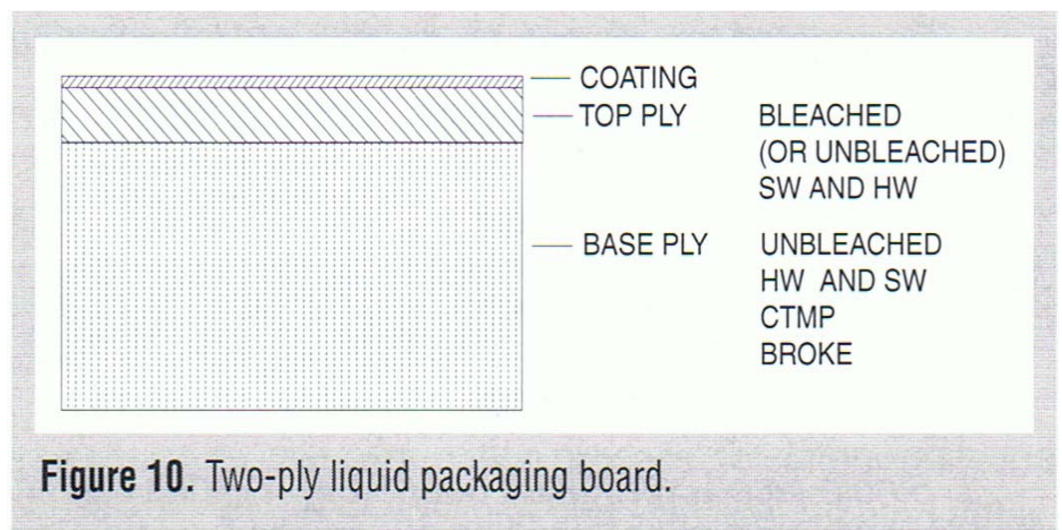 COATING
TOP PLY BLEACHED
(OR UNBLEACHED)
SW AND HW
BASE PLY UNBLEACHED
HW AND SW
CTMP
BROKE
Figure 10. Two-ply liquid packaging board.